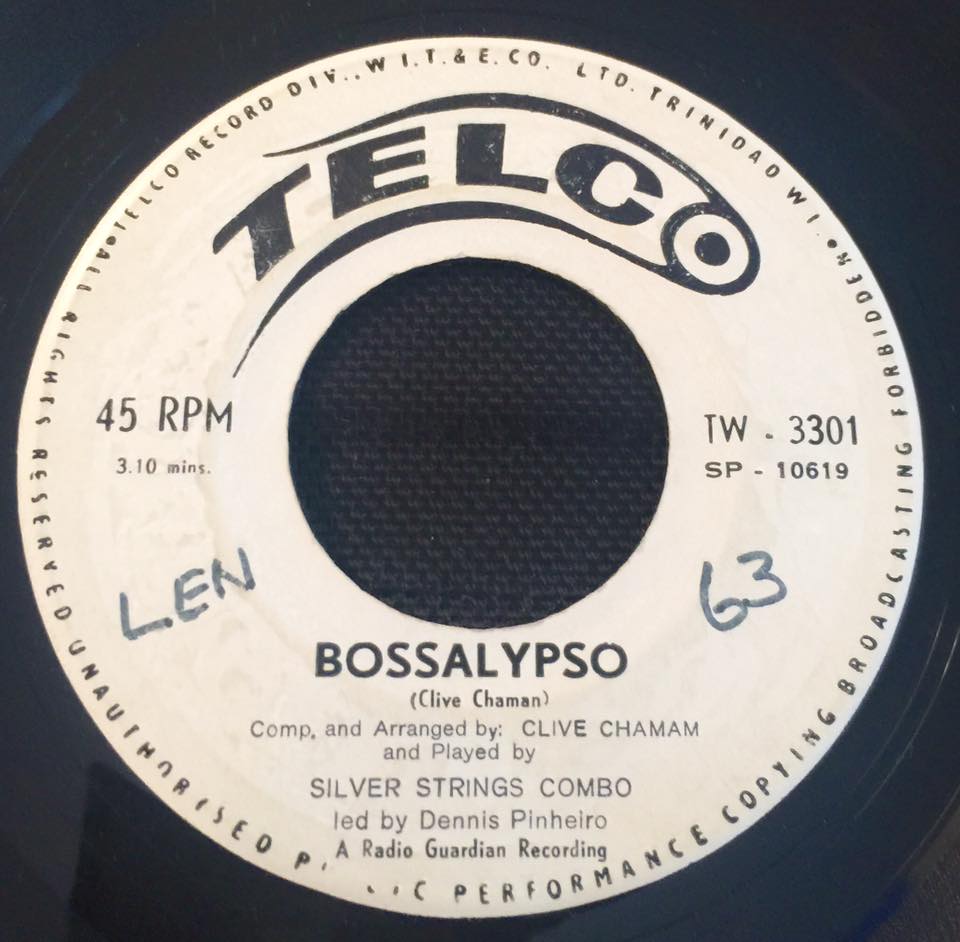 TELCO RECORD DIV.. W I.T. & E. CO. LTD. TRINIDAD W.I.
TELCO
45 RPM
3.10 mins.
TW - 3301
SP - 10619
LEN
63
BOSSALYPSO
(Clive Chaman)
Comp. and Arranged by: CLIVE CHAMAM
and Played by
SILVER STRINGS COMBO
led by Dennis Pinheiro
A Radio Guardian Recording
RIGHTS RESERVED UNAUTHORISED PERFORMANCE COPYING BROADCASTING FORBIDDEN